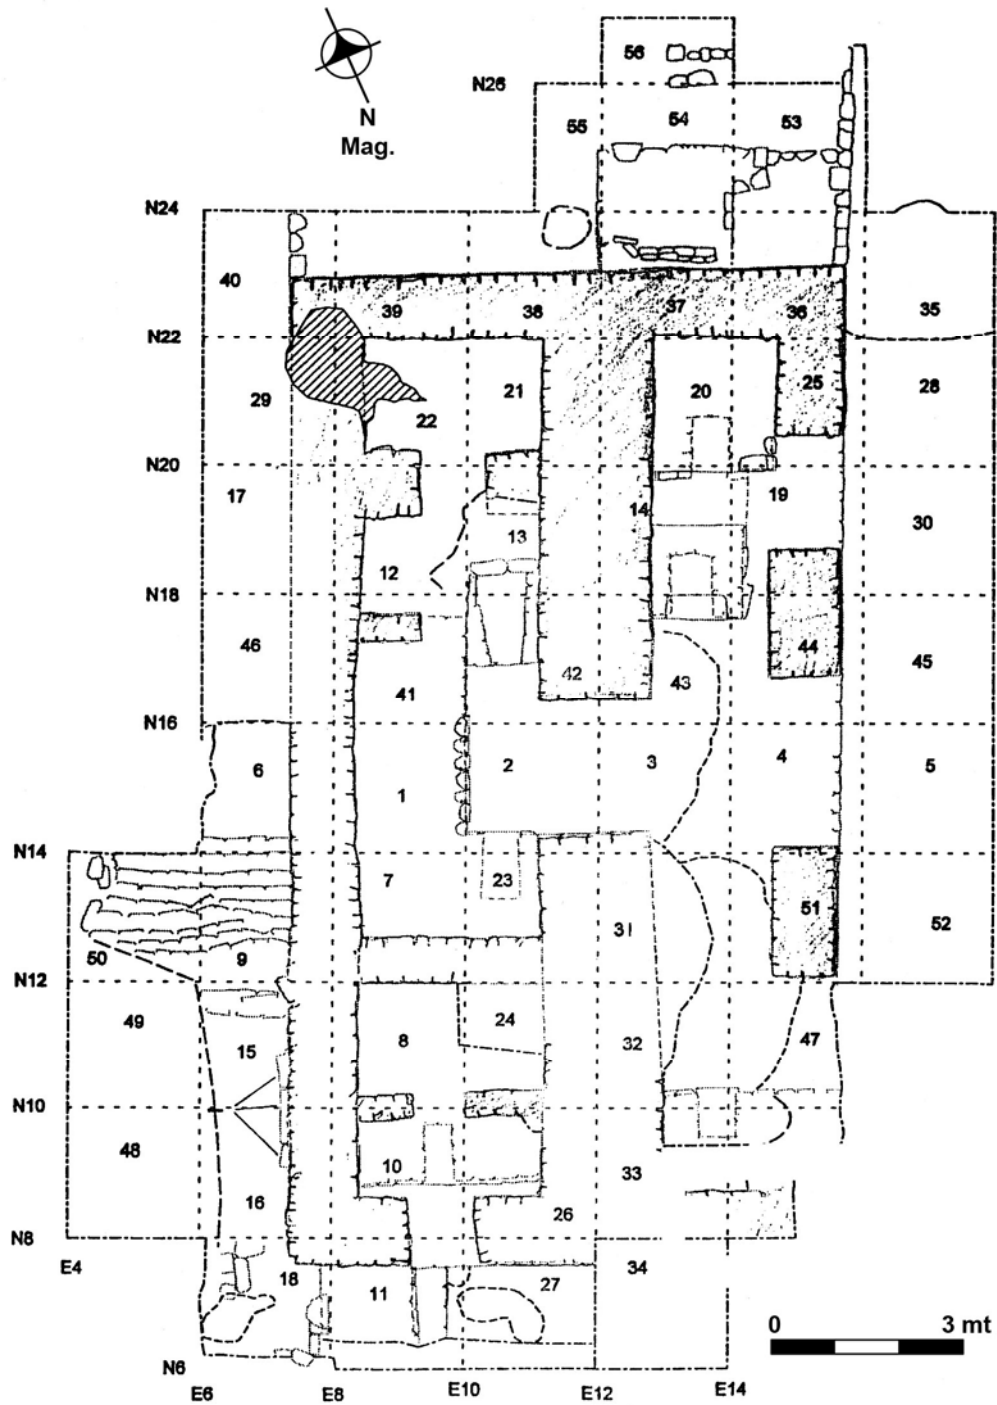 56
N26
55 54 53
N
Mag.
N24
40
39 38 37 36 35
N22
29 22 21 20 25 28
N20
17 13 14 19 30
12
N18
46 41 42 43 44 45
N16
6 1 2 3 4 5
N14
7 23 31 51 52
50 9
N12
49 15 8 24 32 47
N10
48 16 10 26 33
N8
E4 18 11 27 34
0 3 mt
N6
E6 E8 E10 E12 E14